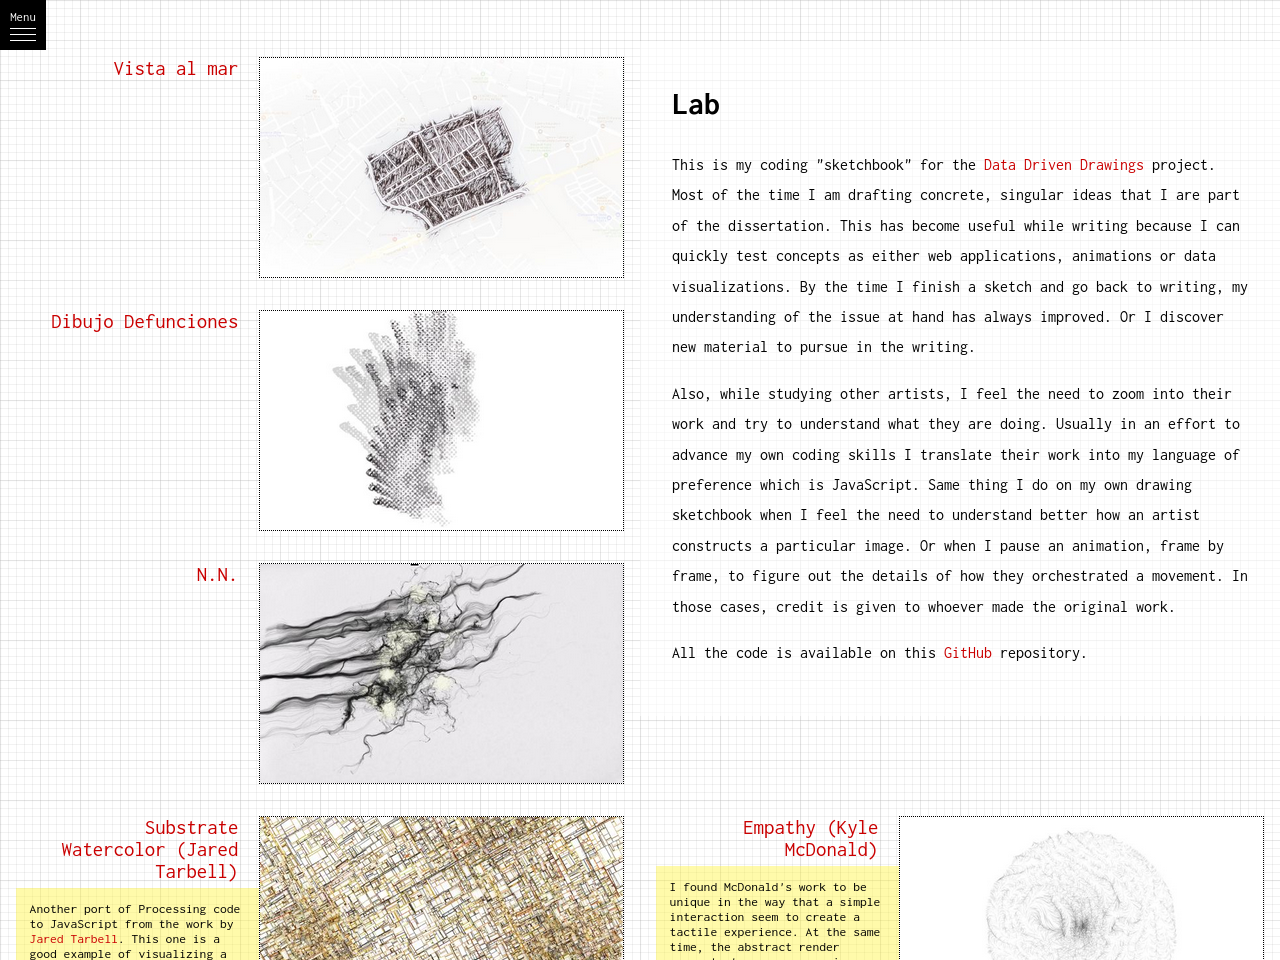 Menu
Vista al mar
Dibujo Defunciones
N.N.
Lab
This is my coding "sketchbook" for the Data Driven Drawings project.
Most of the time I am drafting concrete, singular ideas that I are part
of the dissertation. This has become useful while writing because I can
quickly test concepts as either web applications, animations or data
visualizations. By the time I finish a sketch and go back to writing, my
understanding of the issue at hand has always improved. Or I discover
new material to pursue in the writing.
Also, while studying other artists, I feel the need to zoom into their
work and try to understand what they are doing. Usually in an effort to
advance my own coding skills I translate their work into my language of
preference which is JavaScript. Same thing I do on my own drawing
sketchbook when I feel the need to understand better how an artist
constructs a particular image. Or when I pause an animation, frame by
frame, to figure out the details of how they orchestrated a movement. In
those cases, credit is given to whoever made the original work.
All the code is available on this GitHub repository.
Substrate
Watercolor (Jared
Tarbell)
Another port of Processing code
to JavaScript from the work by
Jared Tarbell. This one is a
good example of visualizing a
Empathy (Kyle
McDonald)
I found McDonald's work to be
unique in the way that a simple
interaction seem to create a
tactile experience. At the same
time, the abstract render